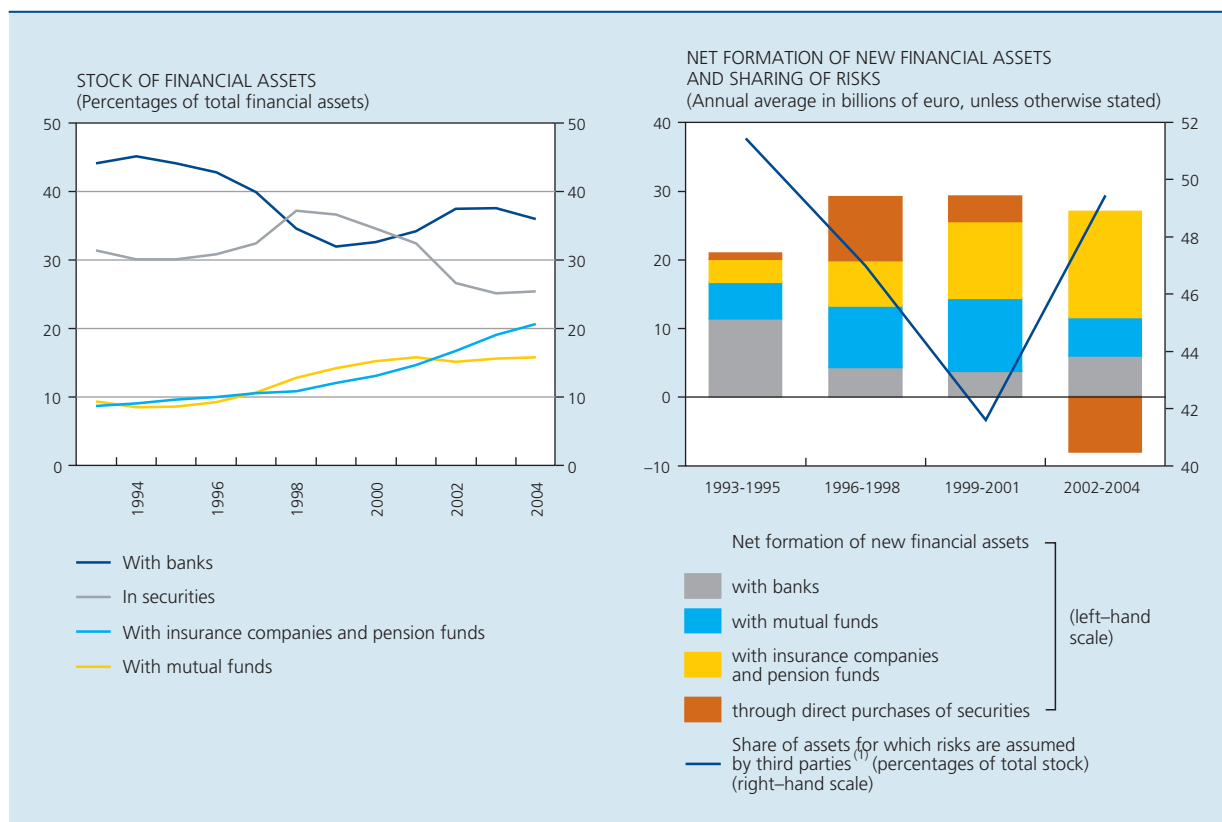 STOCK OF FINANCIAL ASSETS
(Percentages of total financial assets)
50
40
30
20
10
0
50
40
30
20
10
0
1994
1996
1998
2000
2002
2004
With banks
In securities
With insurance companies and pension funds
With mutual funds
NET FORMATION OF NEW FINANCIAL ASSETS
AND SHARING OF RISKS
(Annual average in billions of euro, unless otherwise stated)
40
30
20
10
0
–10
52
50
48
46
44
42
40
1993-1995
1996-1998
1999-2001
2002-2004
Net formation of new financial assets
with banks
with mutual funds
with insurance companies
and pension funds
through direct purchases of securities
(left–hand
scale)
Share of assets for which risks are assumed
by third parties (1) (percentages of total stock)
(right–hand scale)